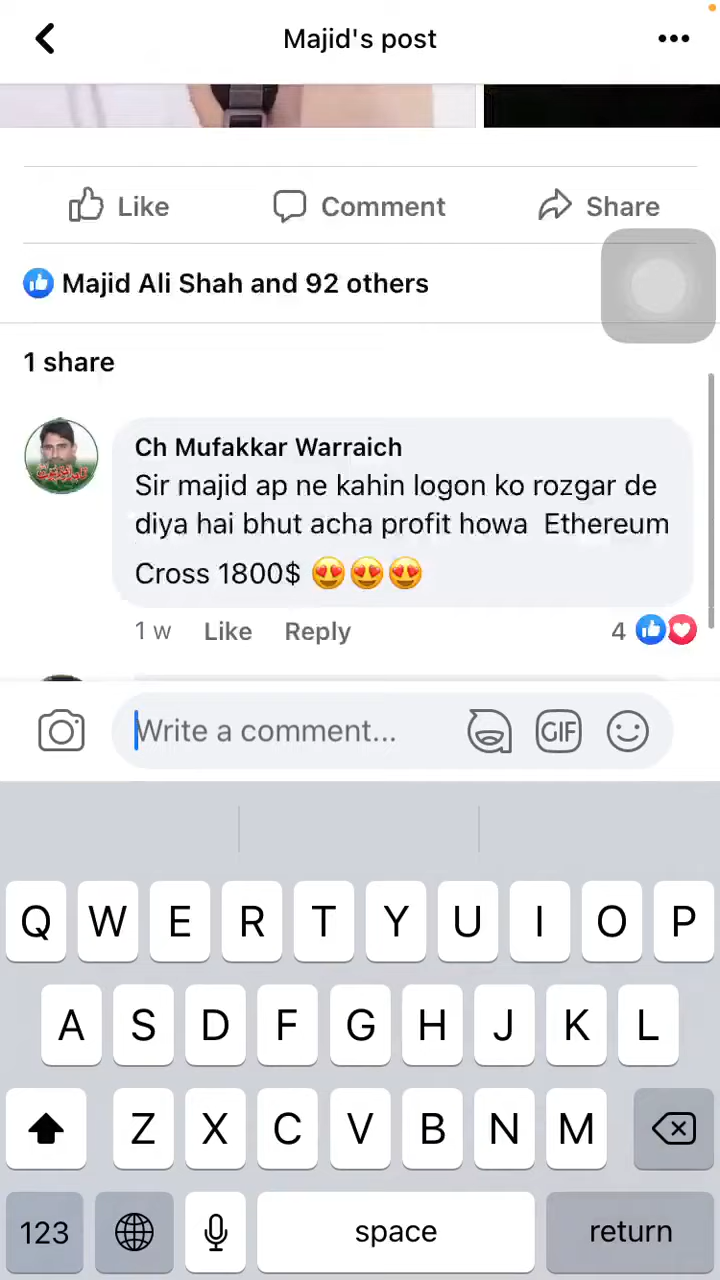 Majid's post
Like
Comment
Share
Majid Ali Shah and 92 others
1 share
Ch Mufakkar Warraich
Sir majid ap ne kahin logon ko rozgar de
diya hai bhut acha profit howa Ethereum
Cross 1800$ 😍😍😍
1 w Like Reply 4
Write a comment...
GIF
Q W E R T Y U I O P
A S D F G H J K L
Z X C V B N M
123 space return